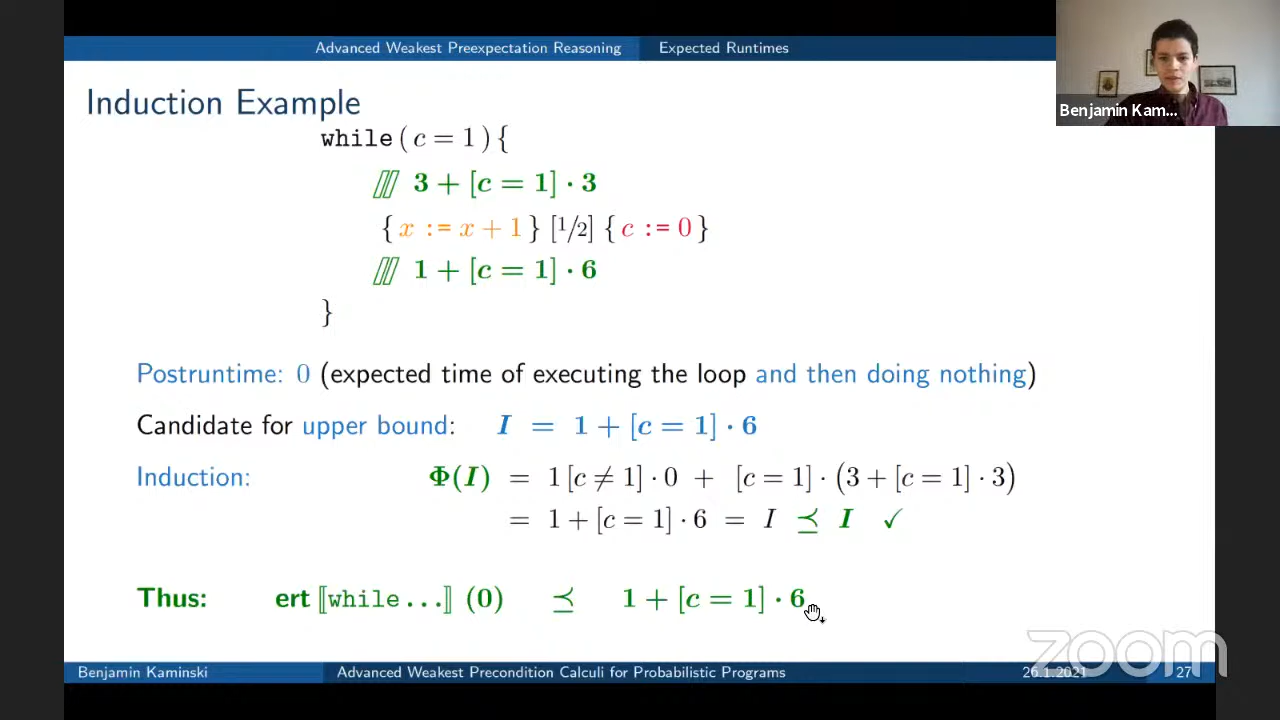 Advanced Weakest Preexpectation Reasoning Expected Runtimes
Benjamin Kam...
Induction Example
while ( c = 1 ) {
//// 3 + [c = 1] · 3
{ x := x + 1 } [1/2] { c := 0 }
//// 1 + [c = 1] · 6
}
Postruntime: 0 (expected time of executing the loop and then doing nothing)
Candidate for upper bound: I = 1 + [c = 1] · 6
Induction: Φ(I) = 1 [c ≠ 1] · 0 + [c = 1] · (3 + [c = 1] · 3)
= 1 + [c = 1] · 6 = I ⪯ I ✓
Thus: ert ⟦while ...⟧ (0) ⪯ 1 + [c = 1] · 6
zoom
Benjamin Kaminski Advanced Weakest Precondition Calculi for Probabilistic Programs 26.1.2021 27